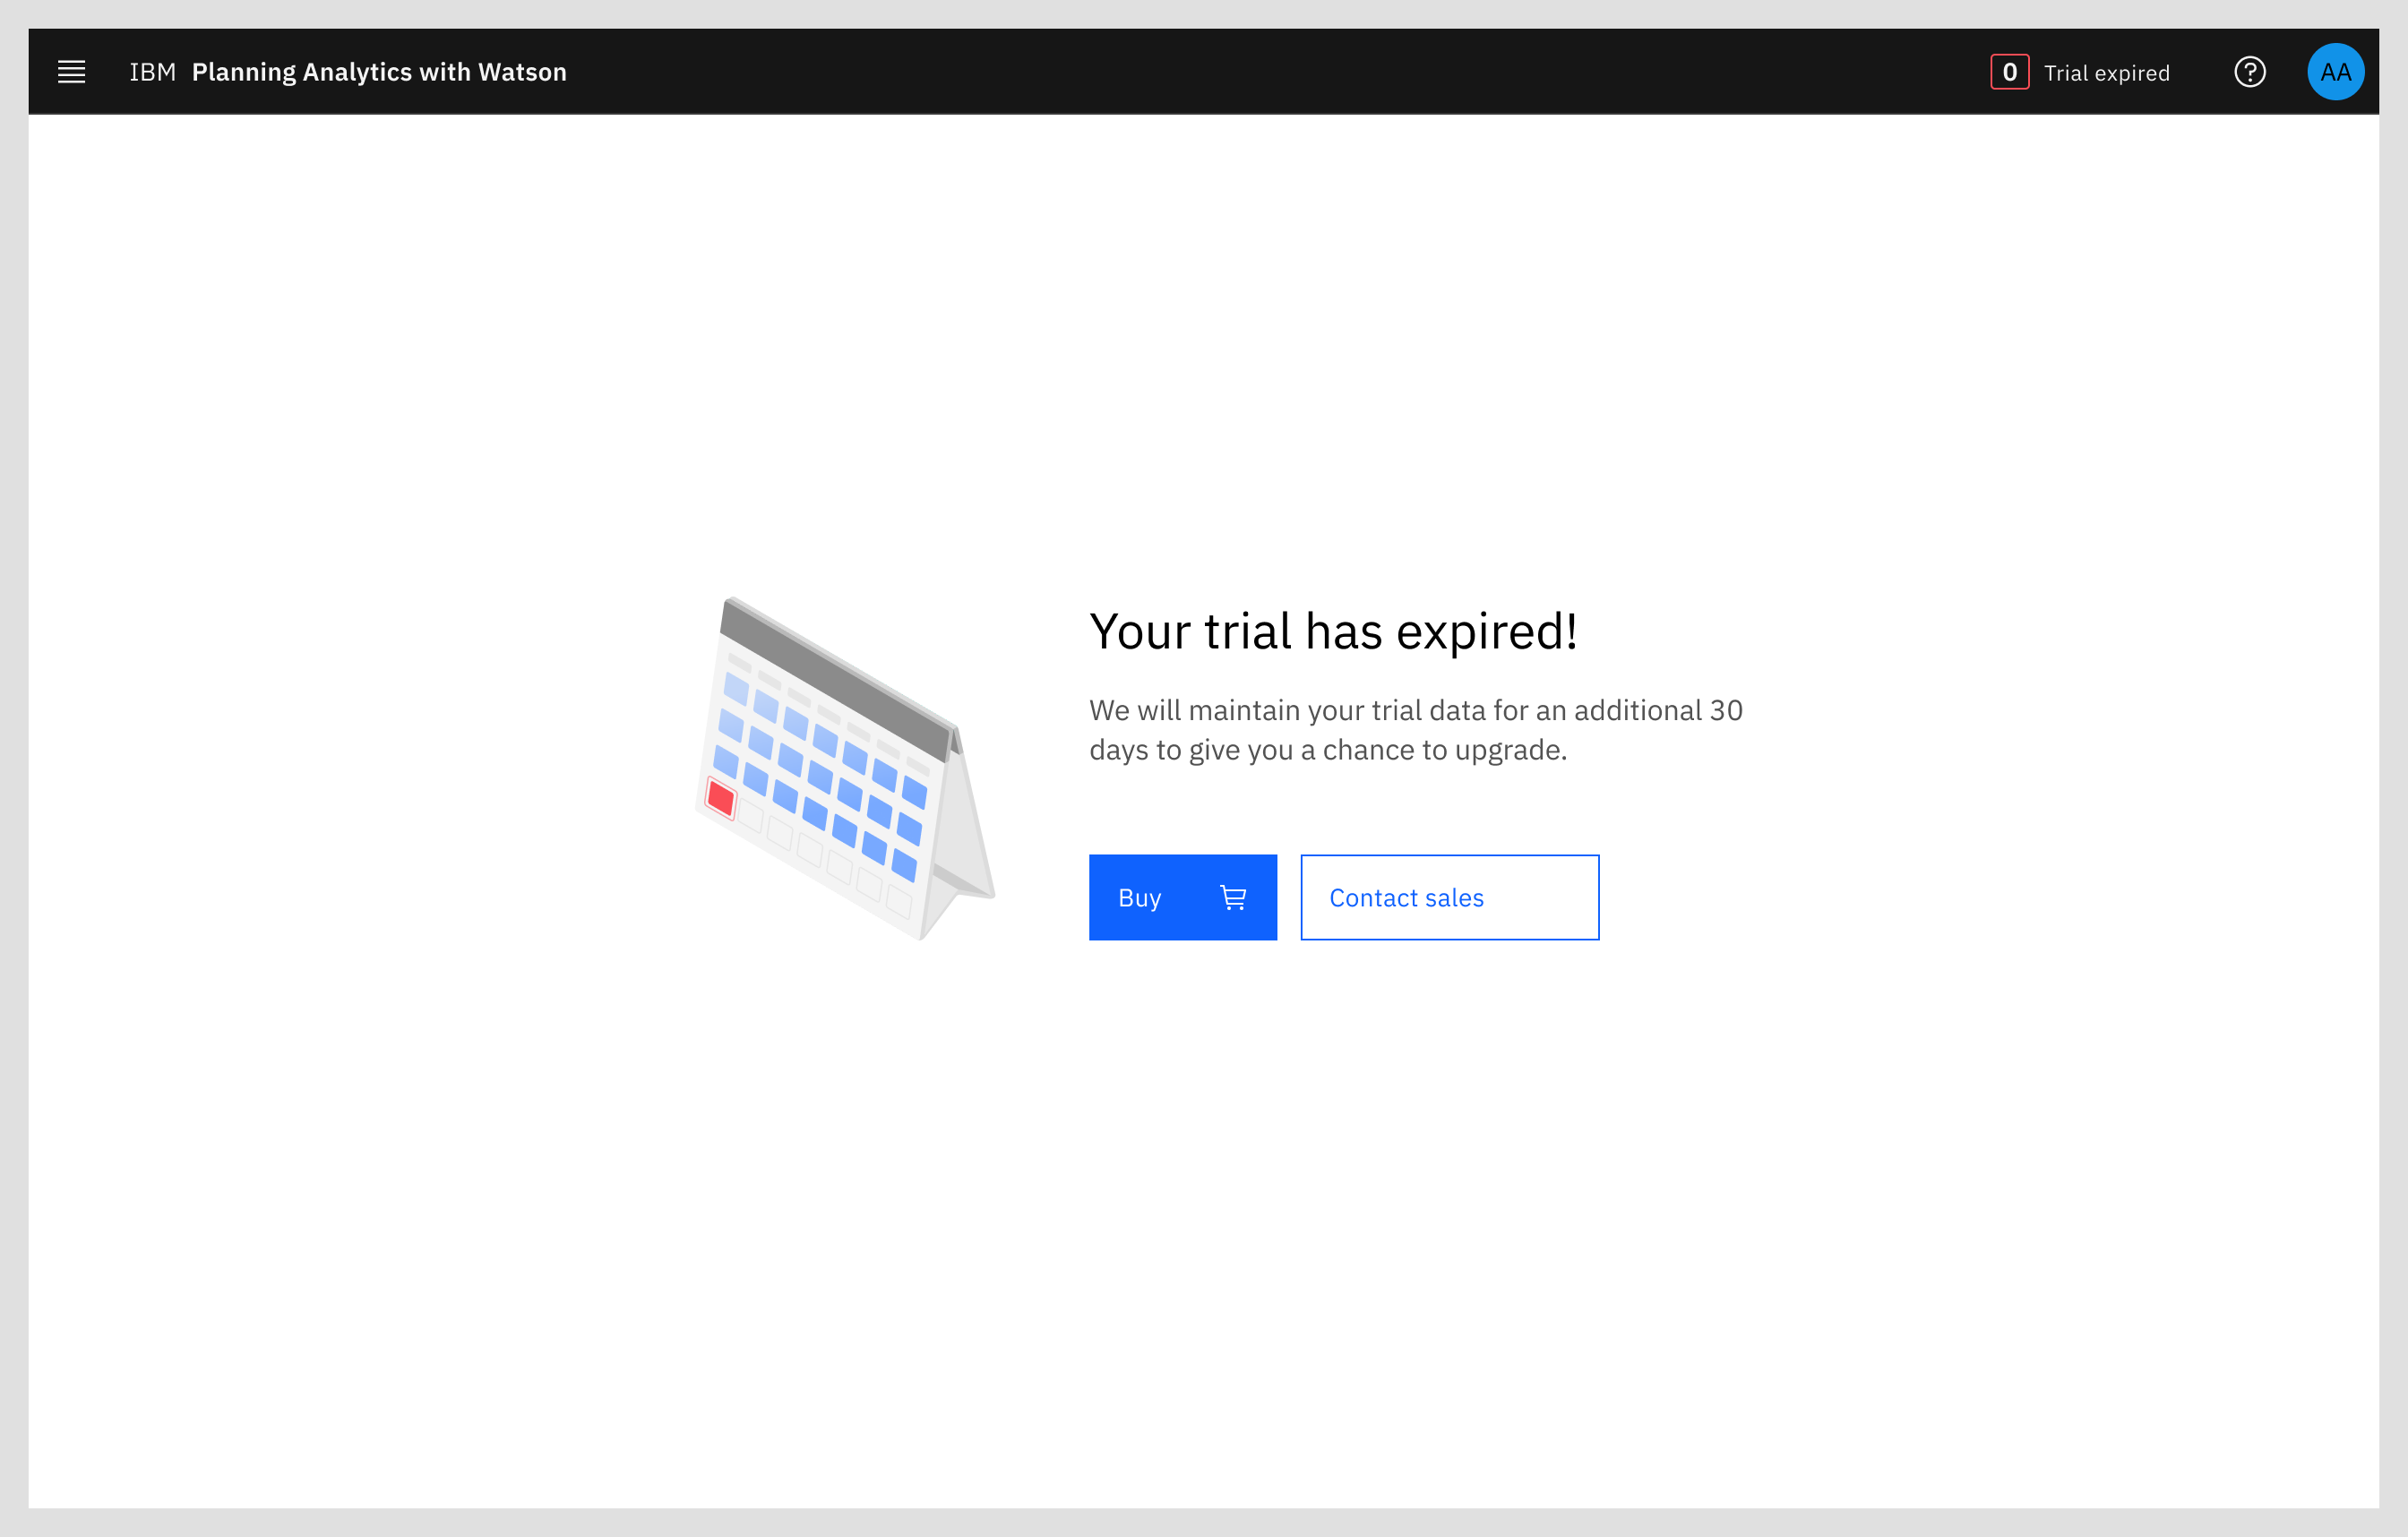 IBM Planning Analytics with Watson
0 Trial expired
AA
Your trial has expired!
We will maintain your trial data for an additional 30
days to give you a chance to upgrade.
Buy
Contact sales